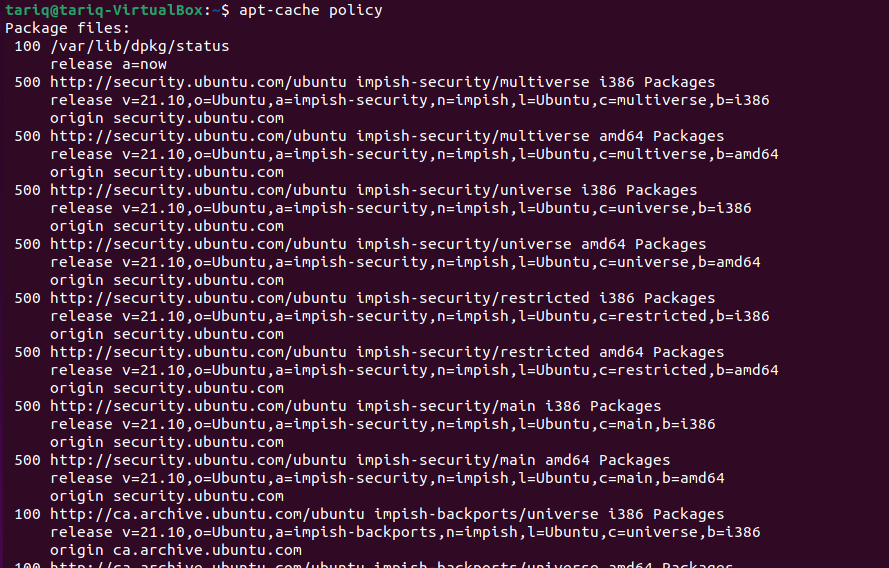 tariq@tariq-VirtualBox:~$ apt-cache policy
Package files:
 100 /var/lib/dpkg/status
     release a=now
 500 http://security.ubuntu.com/ubuntu impish-security/multiverse i386 Packages
     release v=21.10,o=Ubuntu,a=impish-security,n=impish,l=Ubuntu,c=multiverse,b=i386
     origin security.ubuntu.com
 500 http://security.ubuntu.com/ubuntu impish-security/multiverse amd64 Packages
     release v=21.10,o=Ubuntu,a=impish-security,n=impish,l=Ubuntu,c=multiverse,b=amd64
     origin security.ubuntu.com
 500 http://security.ubuntu.com/ubuntu impish-security/universe i386 Packages
     release v=21.10,o=Ubuntu,a=impish-security,n=impish,l=Ubuntu,c=universe,b=i386
     origin security.ubuntu.com
 500 http://security.ubuntu.com/ubuntu impish-security/universe amd64 Packages
     release v=21.10,o=Ubuntu,a=impish-security,n=impish,l=Ubuntu,c=universe,b=amd64
     origin security.ubuntu.com
 500 http://security.ubuntu.com/ubuntu impish-security/restricted i386 Packages
     release v=21.10,o=Ubuntu,a=impish-security,n=impish,l=Ubuntu,c=restricted,b=i386
     origin security.ubuntu.com
 500 http://security.ubuntu.com/ubuntu impish-security/restricted amd64 Packages
     release v=21.10,o=Ubuntu,a=impish-security,n=impish,l=Ubuntu,c=restricted,b=amd64
     origin security.ubuntu.com
 500 http://security.ubuntu.com/ubuntu impish-security/main i386 Packages
     release v=21.10,o=Ubuntu,a=impish-security,n=impish,l=Ubuntu,c=main,b=i386
     origin security.ubuntu.com
 500 http://security.ubuntu.com/ubuntu impish-security/main amd64 Packages
     release v=21.10,o=Ubuntu,a=impish-security,n=impish,l=Ubuntu,c=main,b=amd64
     origin security.ubuntu.com
 100 http://ca.archive.ubuntu.com/ubuntu impish-backports/universe i386 Packages
     release v=21.10,o=Ubuntu,a=impish-backports,n=impish,l=Ubuntu,c=universe,b=i386
     origin ca.archive.ubuntu.com
 100 http://ca.archive.ubuntu.com/ubuntu impish-backports/universe amd64 Packages